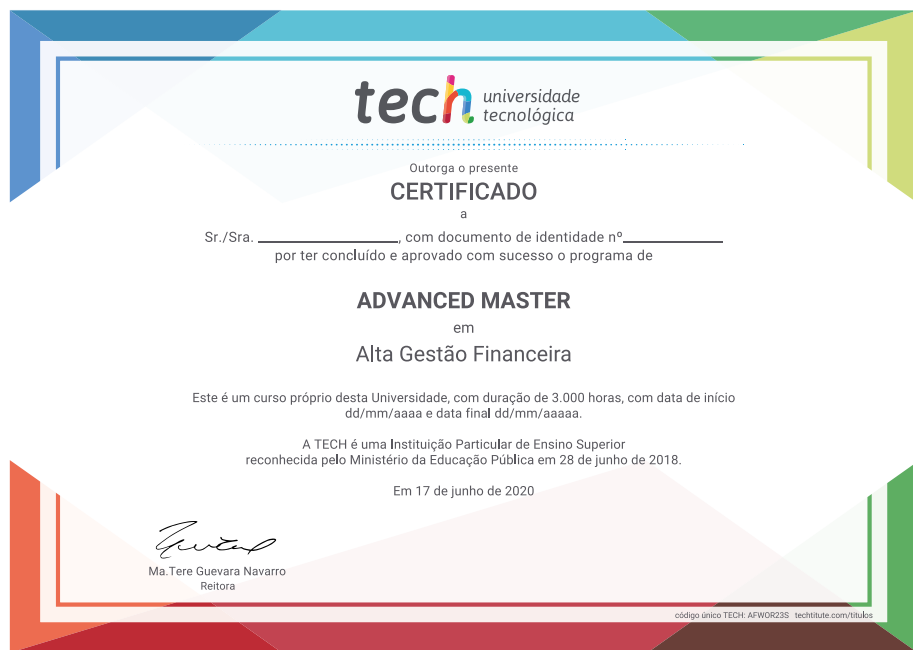 tech universidade
tecnológica
Outorga o presente
CERTIFICADO
a
Sr./Sra. ____________________, com documento de identidade nº______________
por ter concluído e aprovado com sucesso o programa de
ADVANCED MASTER
em
Alta Gestão Financeira
Este é um curso próprio desta Universidade, com duração de 3.000 horas, com data de início
dd/mm/aaaa e data final dd/mm/aaaaa.
A TECH é uma Instituição Particular de Ensino Superior
reconhecida pelo Ministério da Educação Pública em 28 de junho de 2018.
Em 17 de junho de 2020
Ma.Tere Guevara Navarro
Reitora
código único TECH: AFWOR23S techtitute.com/titulos